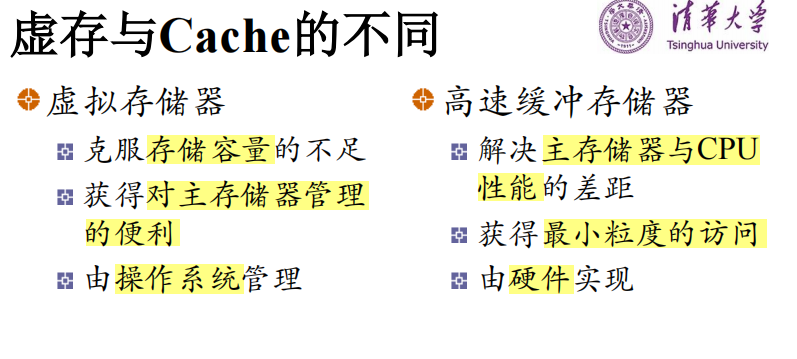 虚存与Cache的不同
清华大学
Tsinghua University
虚拟存储器
克服存储容量的不足
获得对主存储器管理
的便利
由操作系统管理
高速缓冲存储器
解决主存储器与CPU
性能的差距
获得最小粒度的访问
由硬件实现